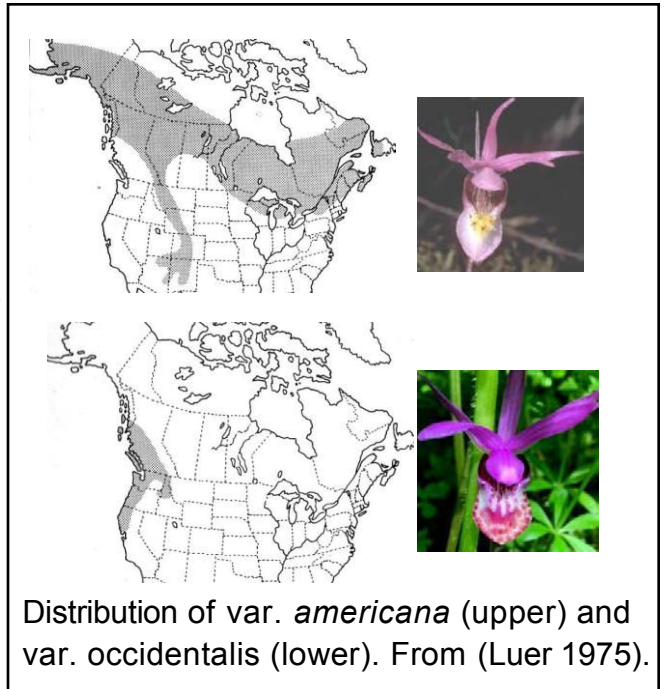 Distribution of var. americana (upper) and
var. occidentalis (lower). From (Luer 1975).